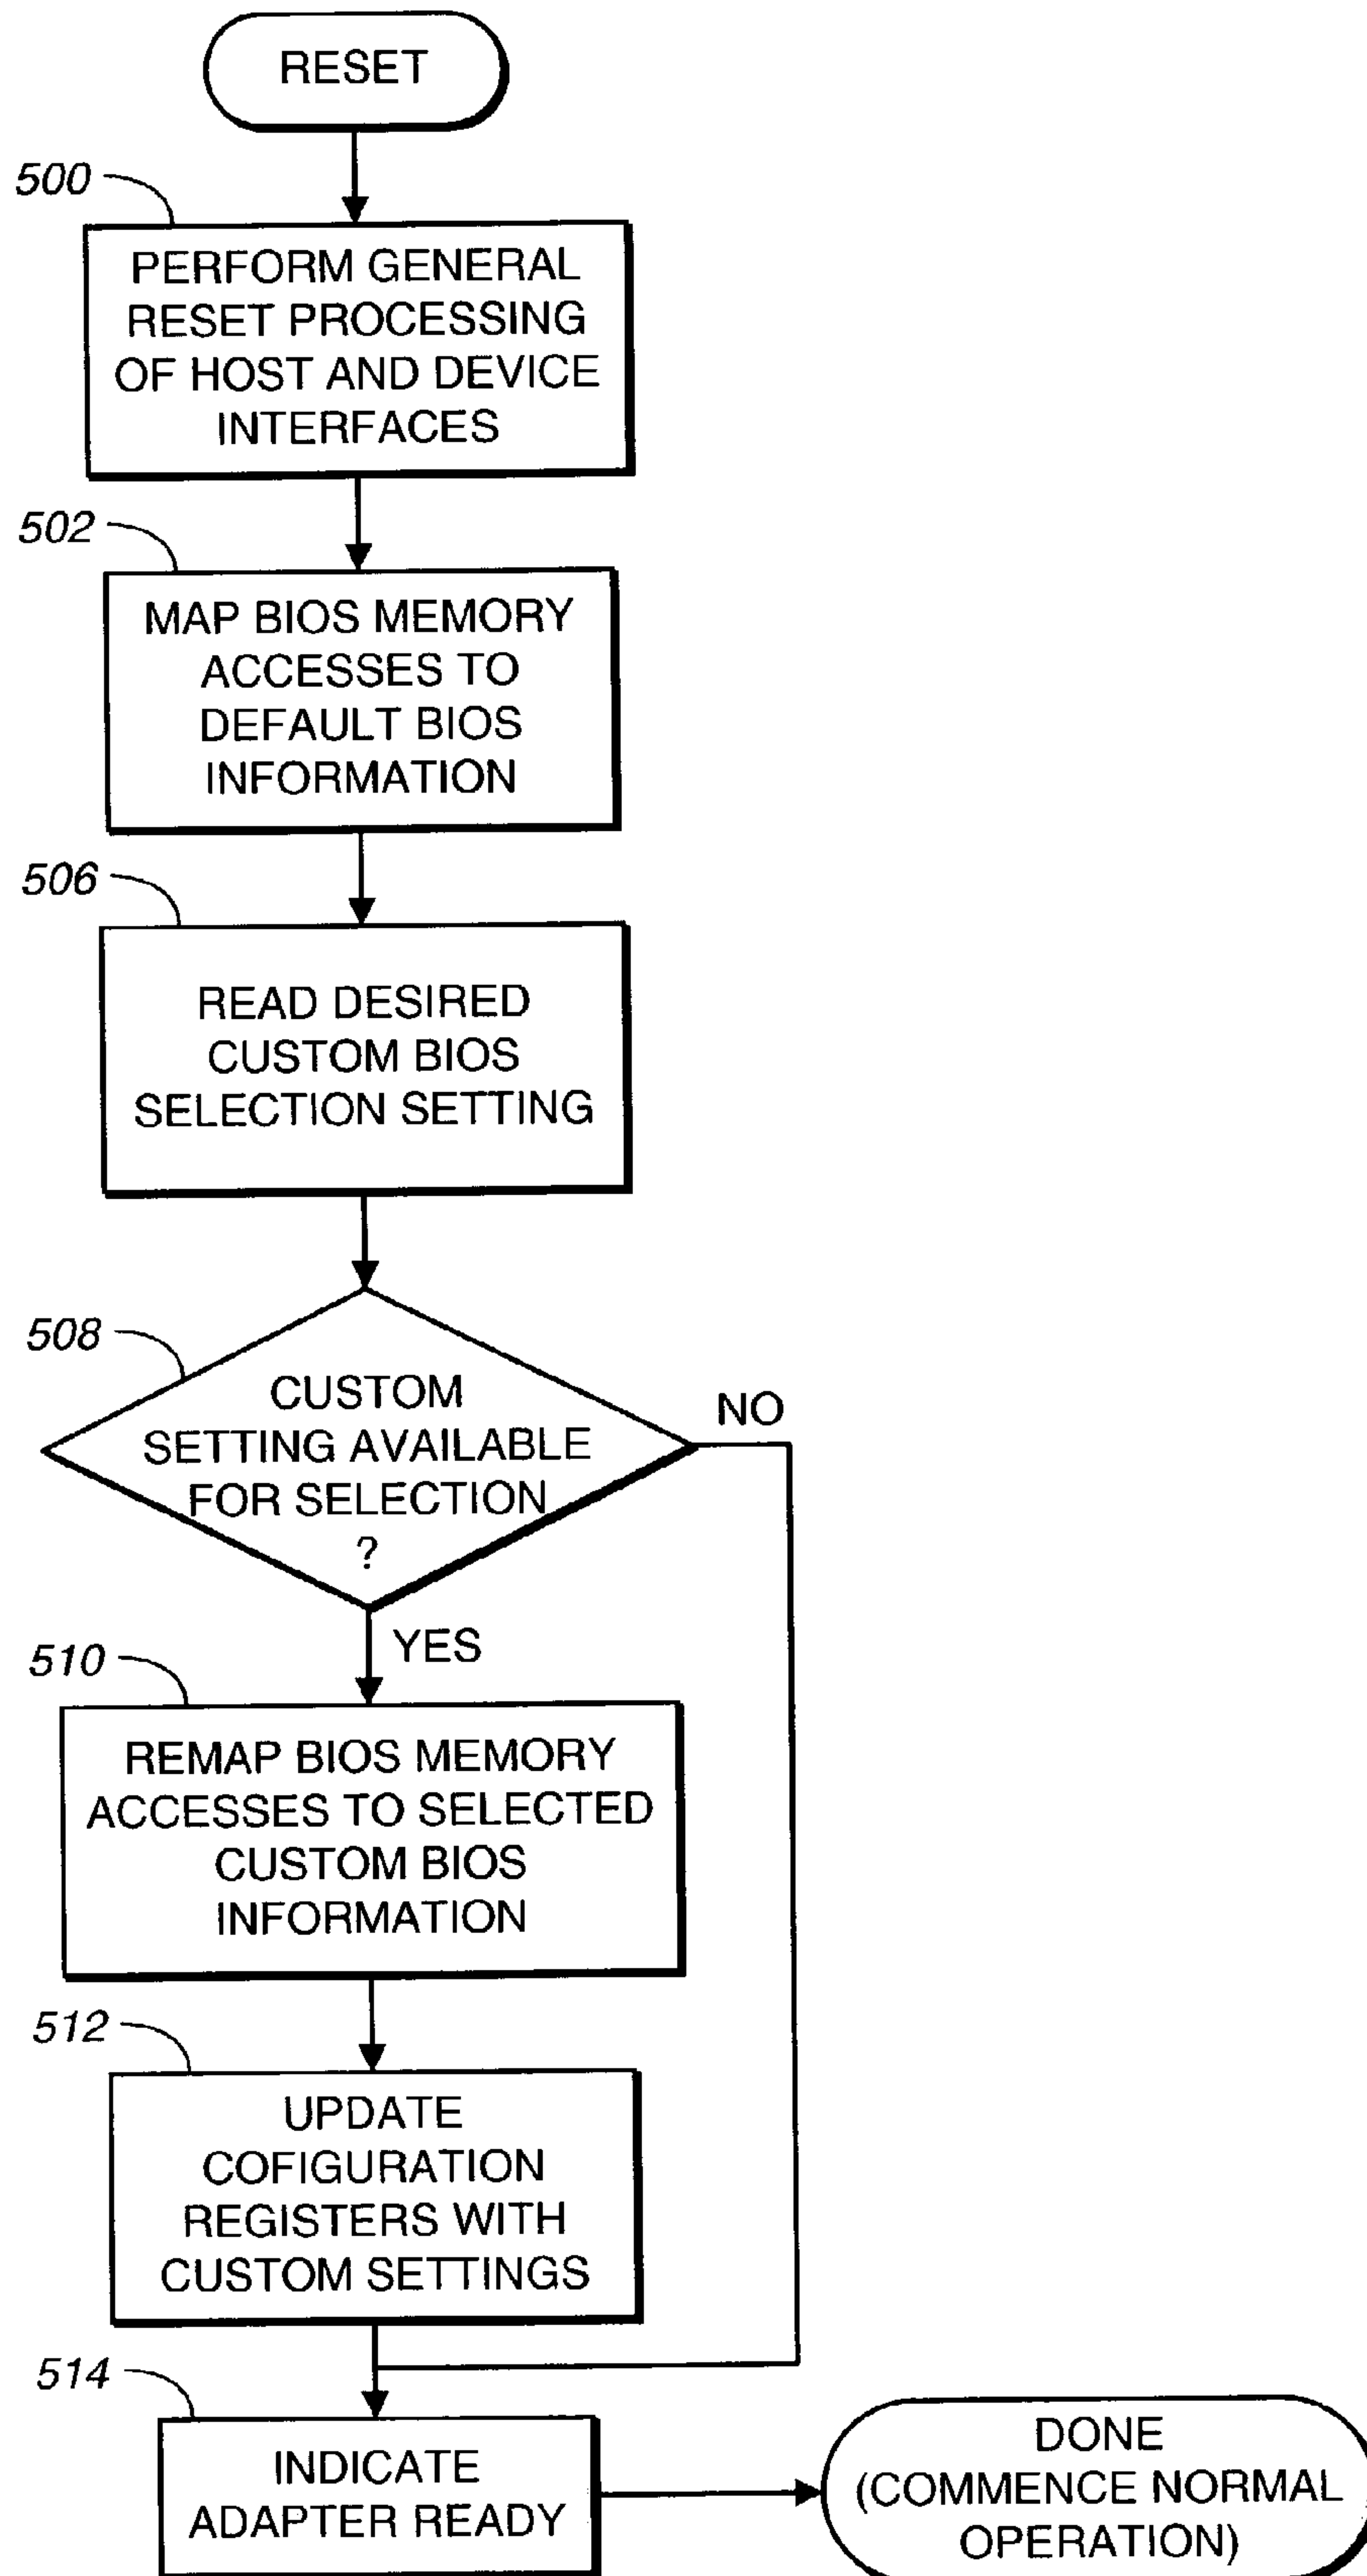 RESET
500
PERFORM GENERAL
RESET PROCESSING
OF HOST AND DEVICE
INTERFACES
502
MAP BIOS MEMORY
ACCESSES TO
DEFAULT BIOS
INFORMATION
506
READ DESIRED
CUSTOM BIOS
SELECTION SETTING
508
CUSTOM
SETTING AVAILABLE
FOR SELECTION
?
NO
YES
510
REMAP BIOS MEMORY
ACCESSES TO SELECTED
CUSTOM BIOS
INFORMATION
512
UPDATE
COFIGURATION
REGISTERS WITH
CUSTOM SETTINGS
514
INDICATE
ADAPTER READY
DONE
(COMMENCE NORMAL
OPERATION)